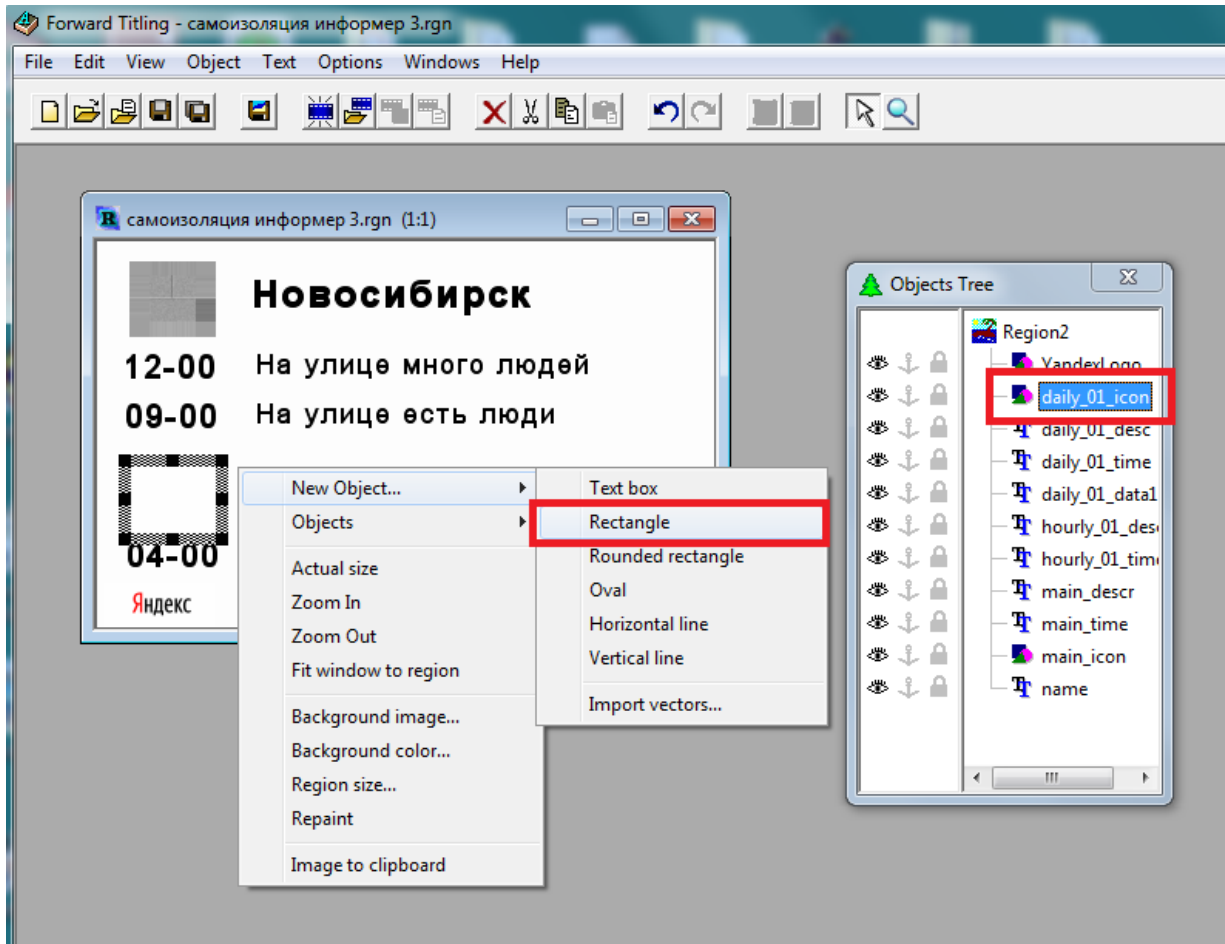 Forward Titling - самоизоляция информер 3.rgn
File Edit View Object Text Options Windows Help
самоизоляция информер 3.rgn (1:1)
Новосибирск
12-00 На улице много людей
09-00 На улице есть люди
04-00
Яндекс
New Object...
Objects
Actual size
Zoom In
Zoom Out
Fit window to region
Background image...
Background color...
Region size...
Repaint
Image to clipboard
Text box
Rectangle
Rounded rectangle
Oval
Horizontal line
Vertical line
Import vectors...
Objects Tree
Region2
YandexLogo
daily_01_icon
daily_01_desc
daily_01_time
daily_01_data1
hourly_01_des
hourly_01_tim
main_descr
main_time
main_icon
name